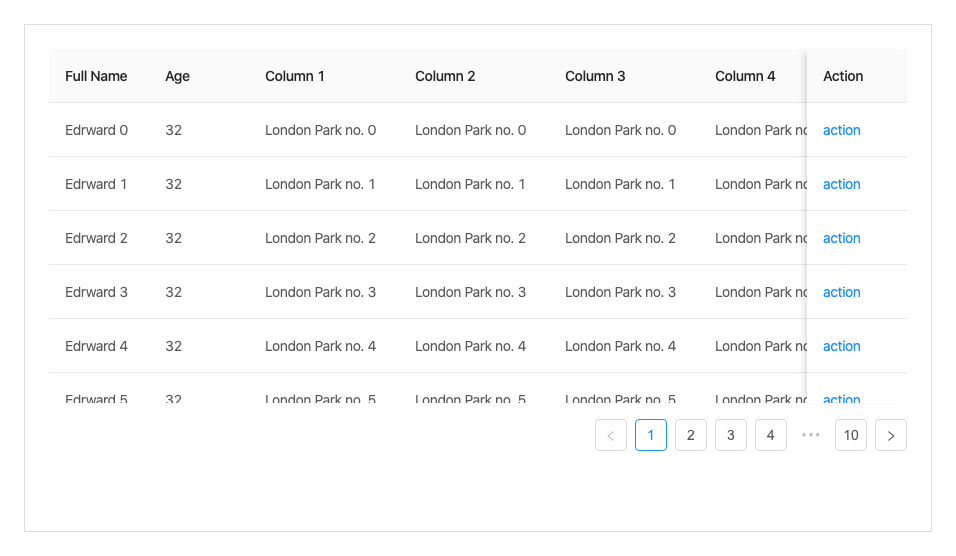 Full Name Age Column 1 Column 2 Column 3 Column 4 Action
Edrward 0 32 London Park no. 0 London Park no. 0 London Park no. 0 London Park action
Edrward 1 32 London Park no. 1 London Park no. 1 London Park no. 1 London Park action
Edrward 2 32 London Park no. 2 London Park no. 2 London Park no. 2 London Park action
Edrward 3 32 London Park no. 3 London Park no. 3 London Park no. 3 London Park action
Edrward 4 32 London Park no. 4 London Park no. 4 London Park no. 4 London Park action
Edrward 5 32 London Park no. 5 London Park no. 5 London Park no. 5 London Park action
< 1 2 3 4 ••• 10 >